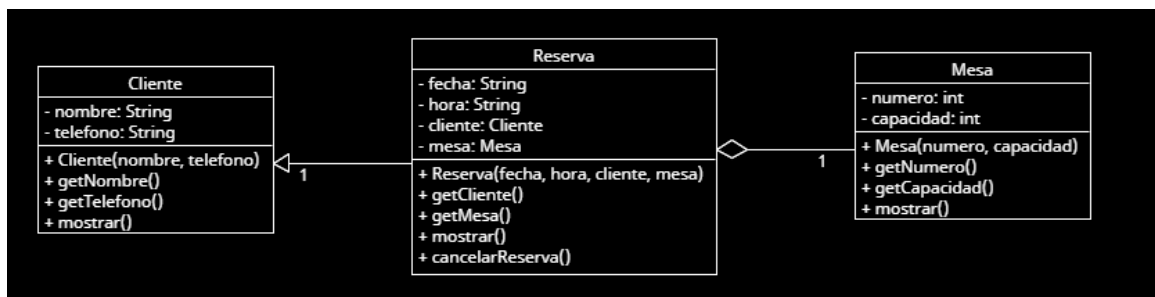 Cliente
- nombre: String
- telefono: String
+ Cliente(nombre, telefono)
+ getNombre()
+ getTelefono()
+ mostrar()
1
Reserva
- fecha: String
- hora: String
- cliente: Cliente
- mesa: Mesa
+ Reserva(fecha, hora, cliente, mesa)
+ getCliente()
+ getMesa()
+ mostrar()
+ cancelarReserva()
1
Mesa
- numero: int
- capacidad: int
+ Mesa(numero, capacidad)
+ getNumero()
+ getCapacidad()
+ mostrar()